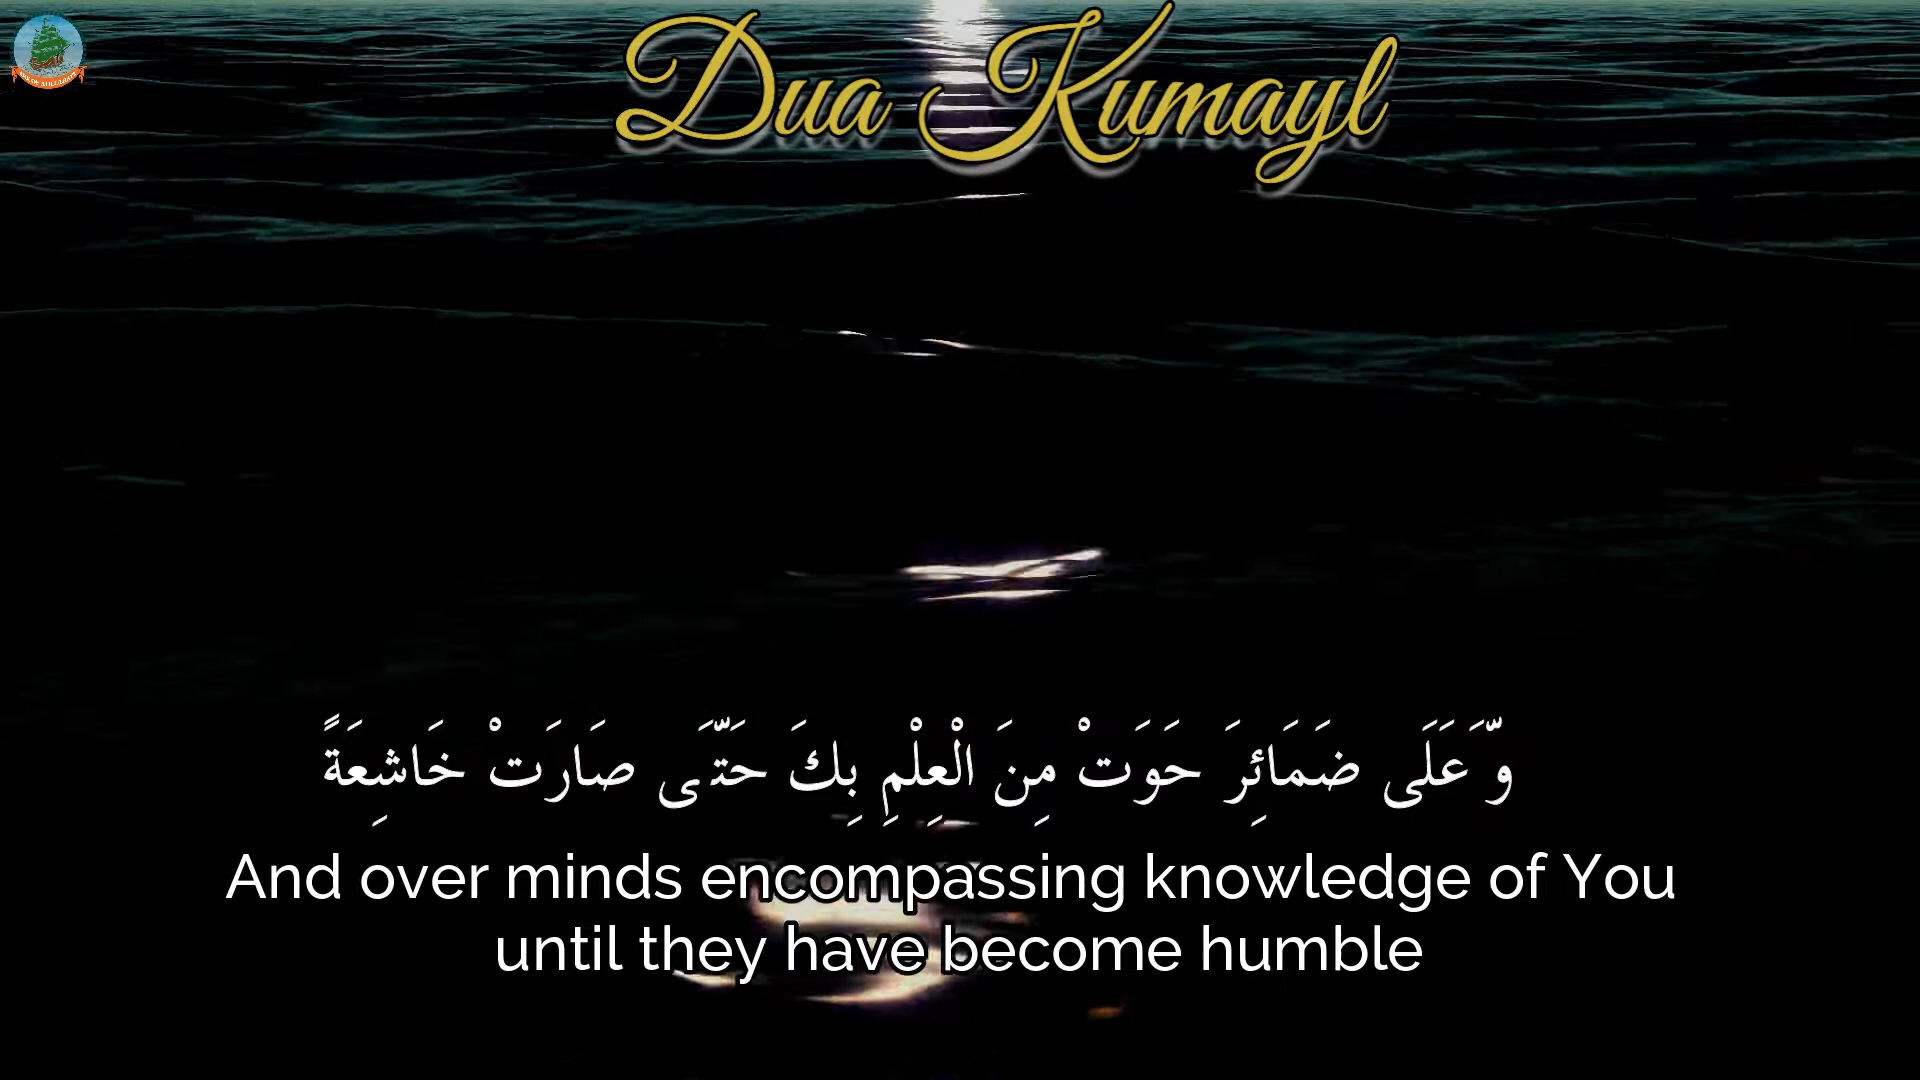 Dua Kumayl
وَّعَلَى ضَمَائِرَ حَوَتْ مِنَ الْعِلْمِ بِكَ حَتَّى صَارَتْ خَاشِعَةً
And over minds encompassing knowledge of You
until they have become humble